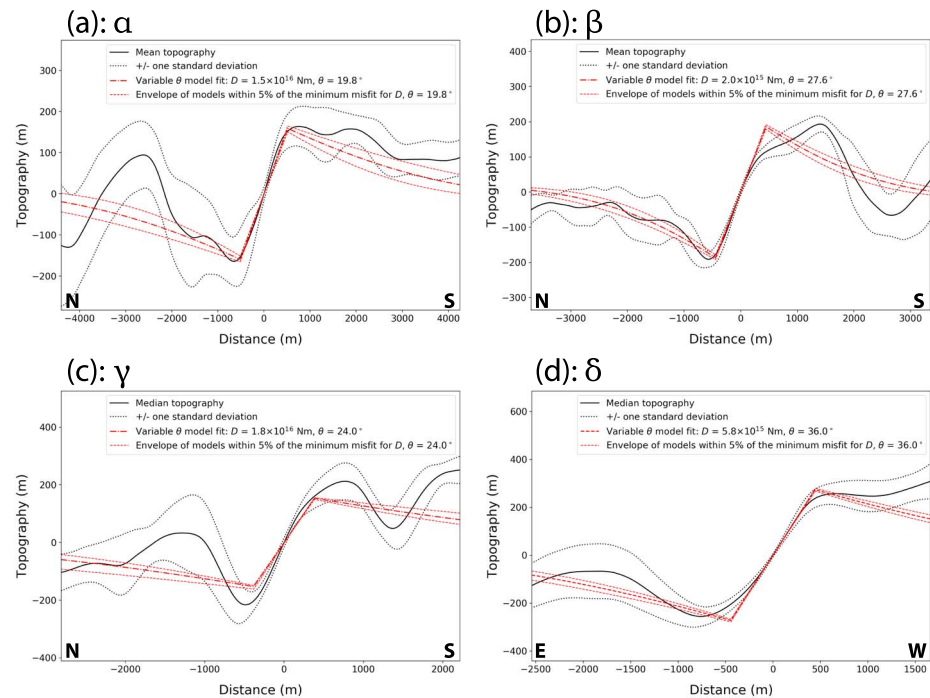 (a): α
Mean topography
+/- one standard deviation
Variable θ model fit: D = 1.5×10¹⁶ Nm, θ = 19.8°
Envelope of models within 5% of the minimum misfit for D, θ = 19.8°
300
200
100
0
−100
−200
Topography (m)
N
S
−4000 −3000 −2000 −1000 0 1000 2000 3000 4000
Distance (m)
(b): β
Mean topography
+/- one standard deviation
Variable θ model fit: D = 2.0×10¹⁵ Nm, θ = 27.6°
Envelope of models within 5% of the minimum misfit for D, θ = 27.6°
400
300
200
100
0
−100
−200
−300
Topography (m)
N
S
−3000 −2000 −1000 0 1000 2000 3000
Distance (m)
(c): γ
Median topography
+/- one standard deviation
Variable θ model fit: D = 1.8×10¹⁶ Nm, θ = 24.0°
Envelope of models within 5% of the minimum misfit for D, θ = 24.0°
400
200
0
−200
−400
Topography (m)
N
S
−2000 −1000 0 1000 2000
Distance (m)
(d): δ
Median topography
+/- one standard deviation
Variable θ model fit: D = 5.8×10¹⁵ Nm, θ = 36.0°
Envelope of models within 5% of the minimum misfit for D, θ = 36.0°
600
400
200
0
−200
−400
Topography (m)
E
W
−2500 −2000 −1500 −1000 −500 0 500 1000 1500
Distance (m)